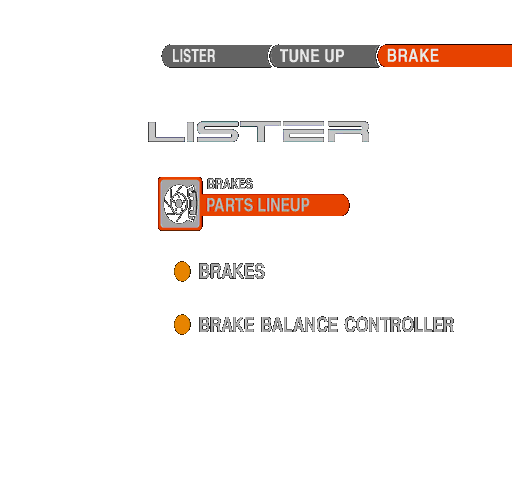 LISTER TUNE UP BRAKE
LISTER
BRAKES
PARTS LINEUP
BRAKES
BRAKE BALANCE CONTROLLER